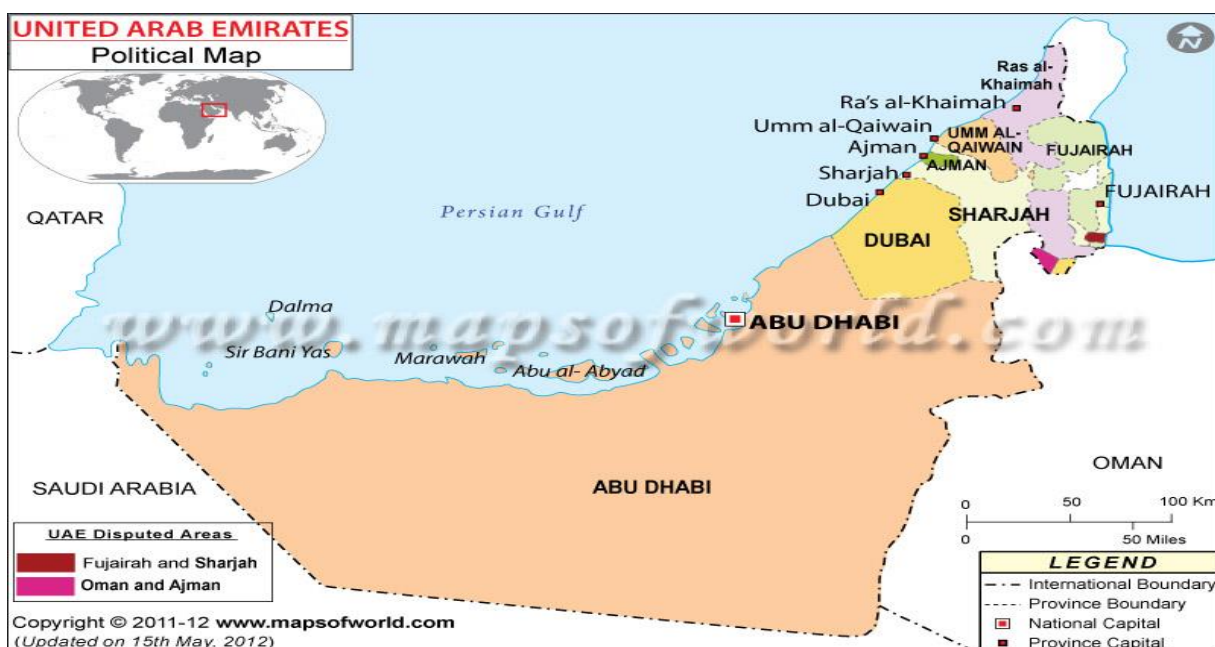 UNITED ARAB EMIRATES
Political Map
N
Ras al-
Khaimah
Ra's al-Khaimah
Umm al-Qaiwain
UMM AL-
QAIWAIN
FUJAIRAH
Ajman
AJMAN
Sharjah
FUJAIRAH
Dubai
QATAR
Persian Gulf
SHARJAH
DUBAI
Dalma
www.mapsofworld.com
ABU DHABI
Sir Bani Yas
Marawah
Abu al- Abyad
OMAN
SAUDI ARABIA
ABU DHABI
0 50 100 Km
0 50 Miles
UAE Disputed Areas
Fujairah and Sharjah
Oman and Ajman
LEGEND
International Boundary
Province Boundary
National Capital
Province Capital
Copyright © 2011-12 www.mapsofworld.com
(Updated on 15th May, 2012)